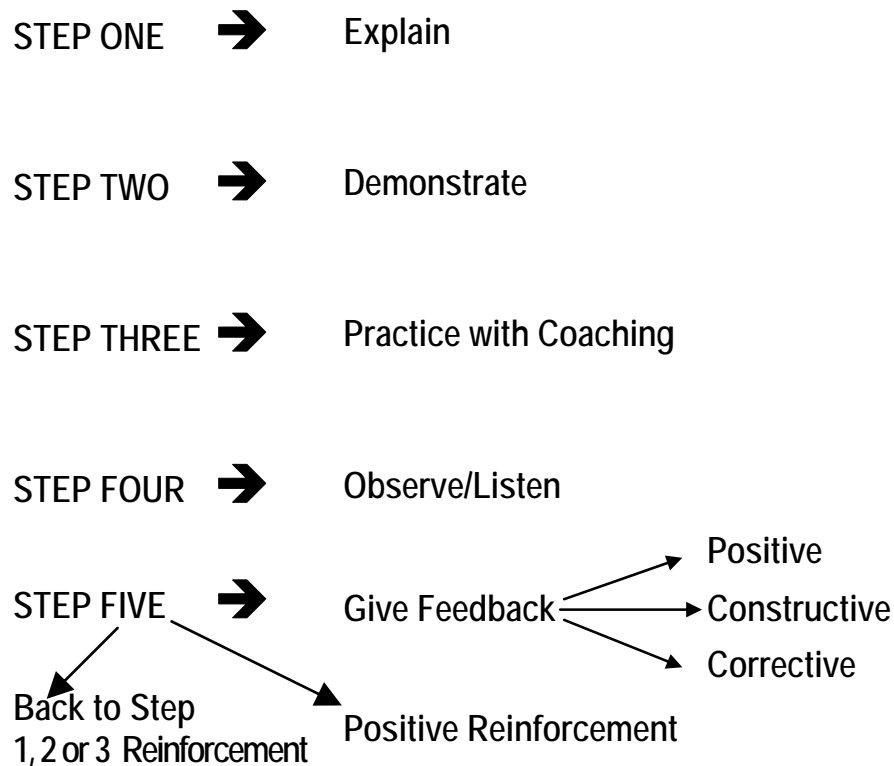 STEP ONE Explain
STEP TWO Demonstrate
STEP THREE Practice with Coaching
STEP FOUR Observe/Listen
Positive
STEP FIVE Give Feedback Constructive
Corrective
Back to Step
1, 2 or 3 Reinforcement
Positive Reinforcement